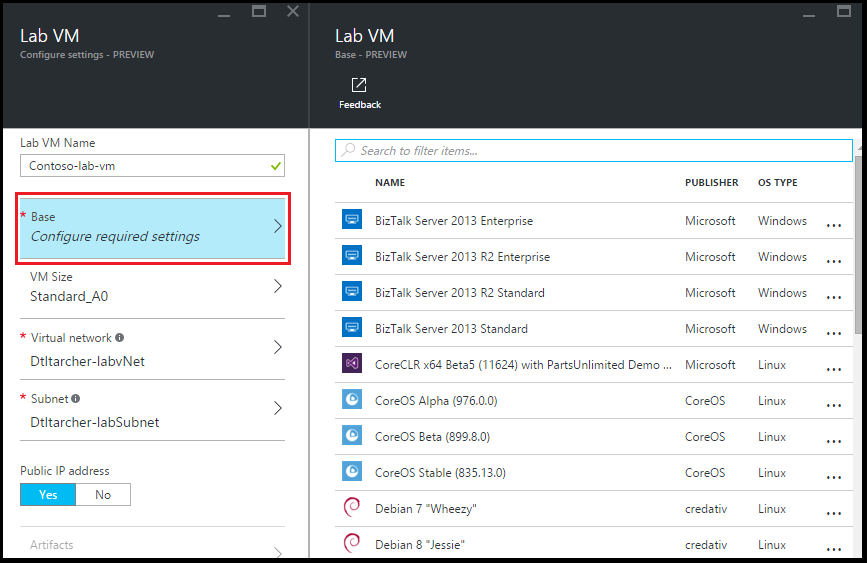 Lab VM
Configure settings - PREVIEW
Lab VM Name
Contoso-lab-vm
* Base
Configure required settings
VM Size
Standard_A0
* Virtual network
Dtltarcher-labvNet
* Subnet
Dtltarcher-labSubnet
Public IP address
Yes No
Artifacts
Lab VM
Base - PREVIEW
Feedback
Search to filter items...
NAME PUBLISHER OS TYPE
BizTalk Server 2013 Enterprise Microsoft Windows ...
BizTalk Server 2013 R2 Enterprise Microsoft Windows ...
BizTalk Server 2013 R2 Standard Microsoft Windows ...
BizTalk Server 2013 Standard Microsoft Windows ...
CoreCLR x64 Beta5 (11624) with PartsUnlimited Demo ... Microsoft Linux ...
CoreOS Alpha (976.0.0) CoreOS Linux ...
CoreOS Beta (899.8.0) CoreOS Linux ...
CoreOS Stable (835.13.0) CoreOS Linux ...
Debian 7 "Wheezy" credativ Linux ...
Debian 8 "Jessie" credativ Linux ...